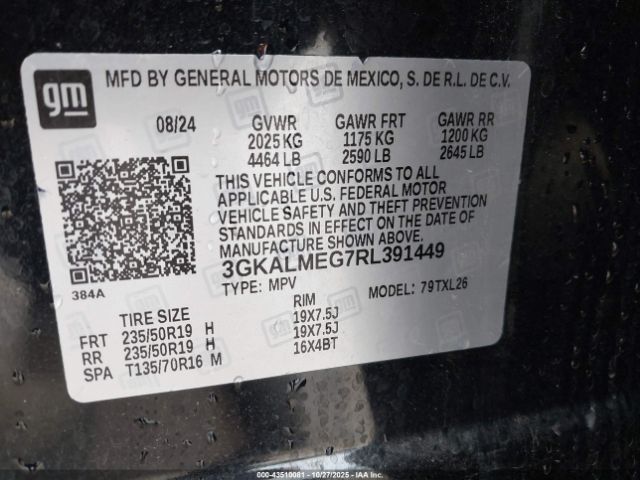 gm
MFD BY GENERAL MOTORS DE MEXICO, S. DE R.L. DE C.V.
08/24 GVWR GAWR FRT GAWR RR
2025 KG 1175 KG 1200 KG
4464 LB 2590 LB 2645 LB
THIS VEHICLE CONFORMS TO ALL
APPLICABLE U.S. FEDERAL MOTOR
VEHICLE SAFETY AND THEFT PREVENTION
STANDARDS IN EFFECT ON THE DATE OF
MANUFACTURE SHOWN ABOVE.
3GKALMEG7RL391449
384A TYPE: MPV MODEL: 79TXL26
TIRE SIZE RIM
FRT 235/50R19 H 19X7.5J
RR 235/50R19 H 19X7.5J
SPA T135/70R16 M 16X4BT
000-43510081 - 10/27/2025 - IAAI.COM